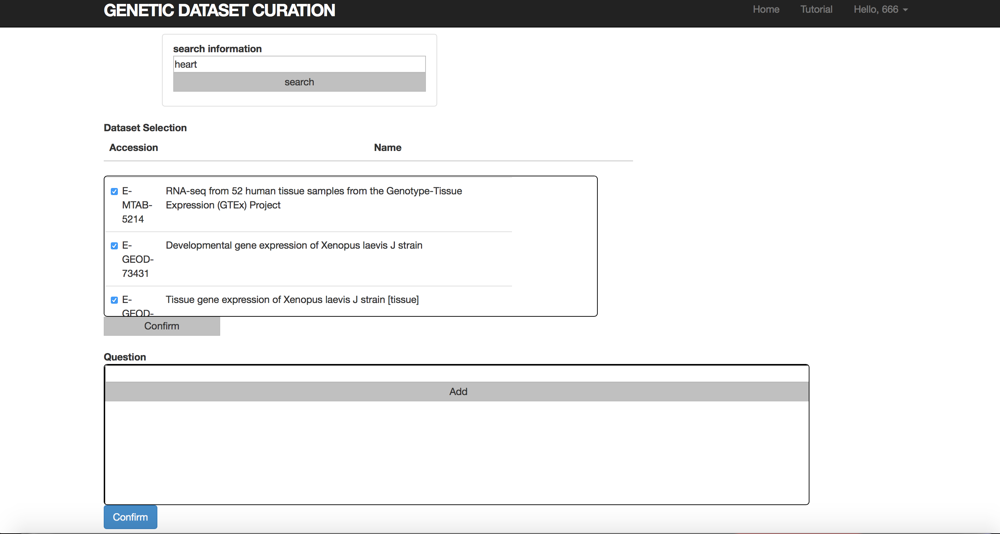 GENETIC DATASET CURATION
Home Tutorial Hello, 666
search information
heart
search
Dataset Selection
Accession Name
E- RNA-seq from 52 human tissue samples from the Genotype-Tissue
MTAB- Expression (GTEx) Project
5214
E- Developmental gene expression of Xenopus laevis J strain
GEOD-
73431
E- Tissue gene expression of Xenopus laevis J strain [tissue]
GEOD-
Confirm
Question
Add
Confirm